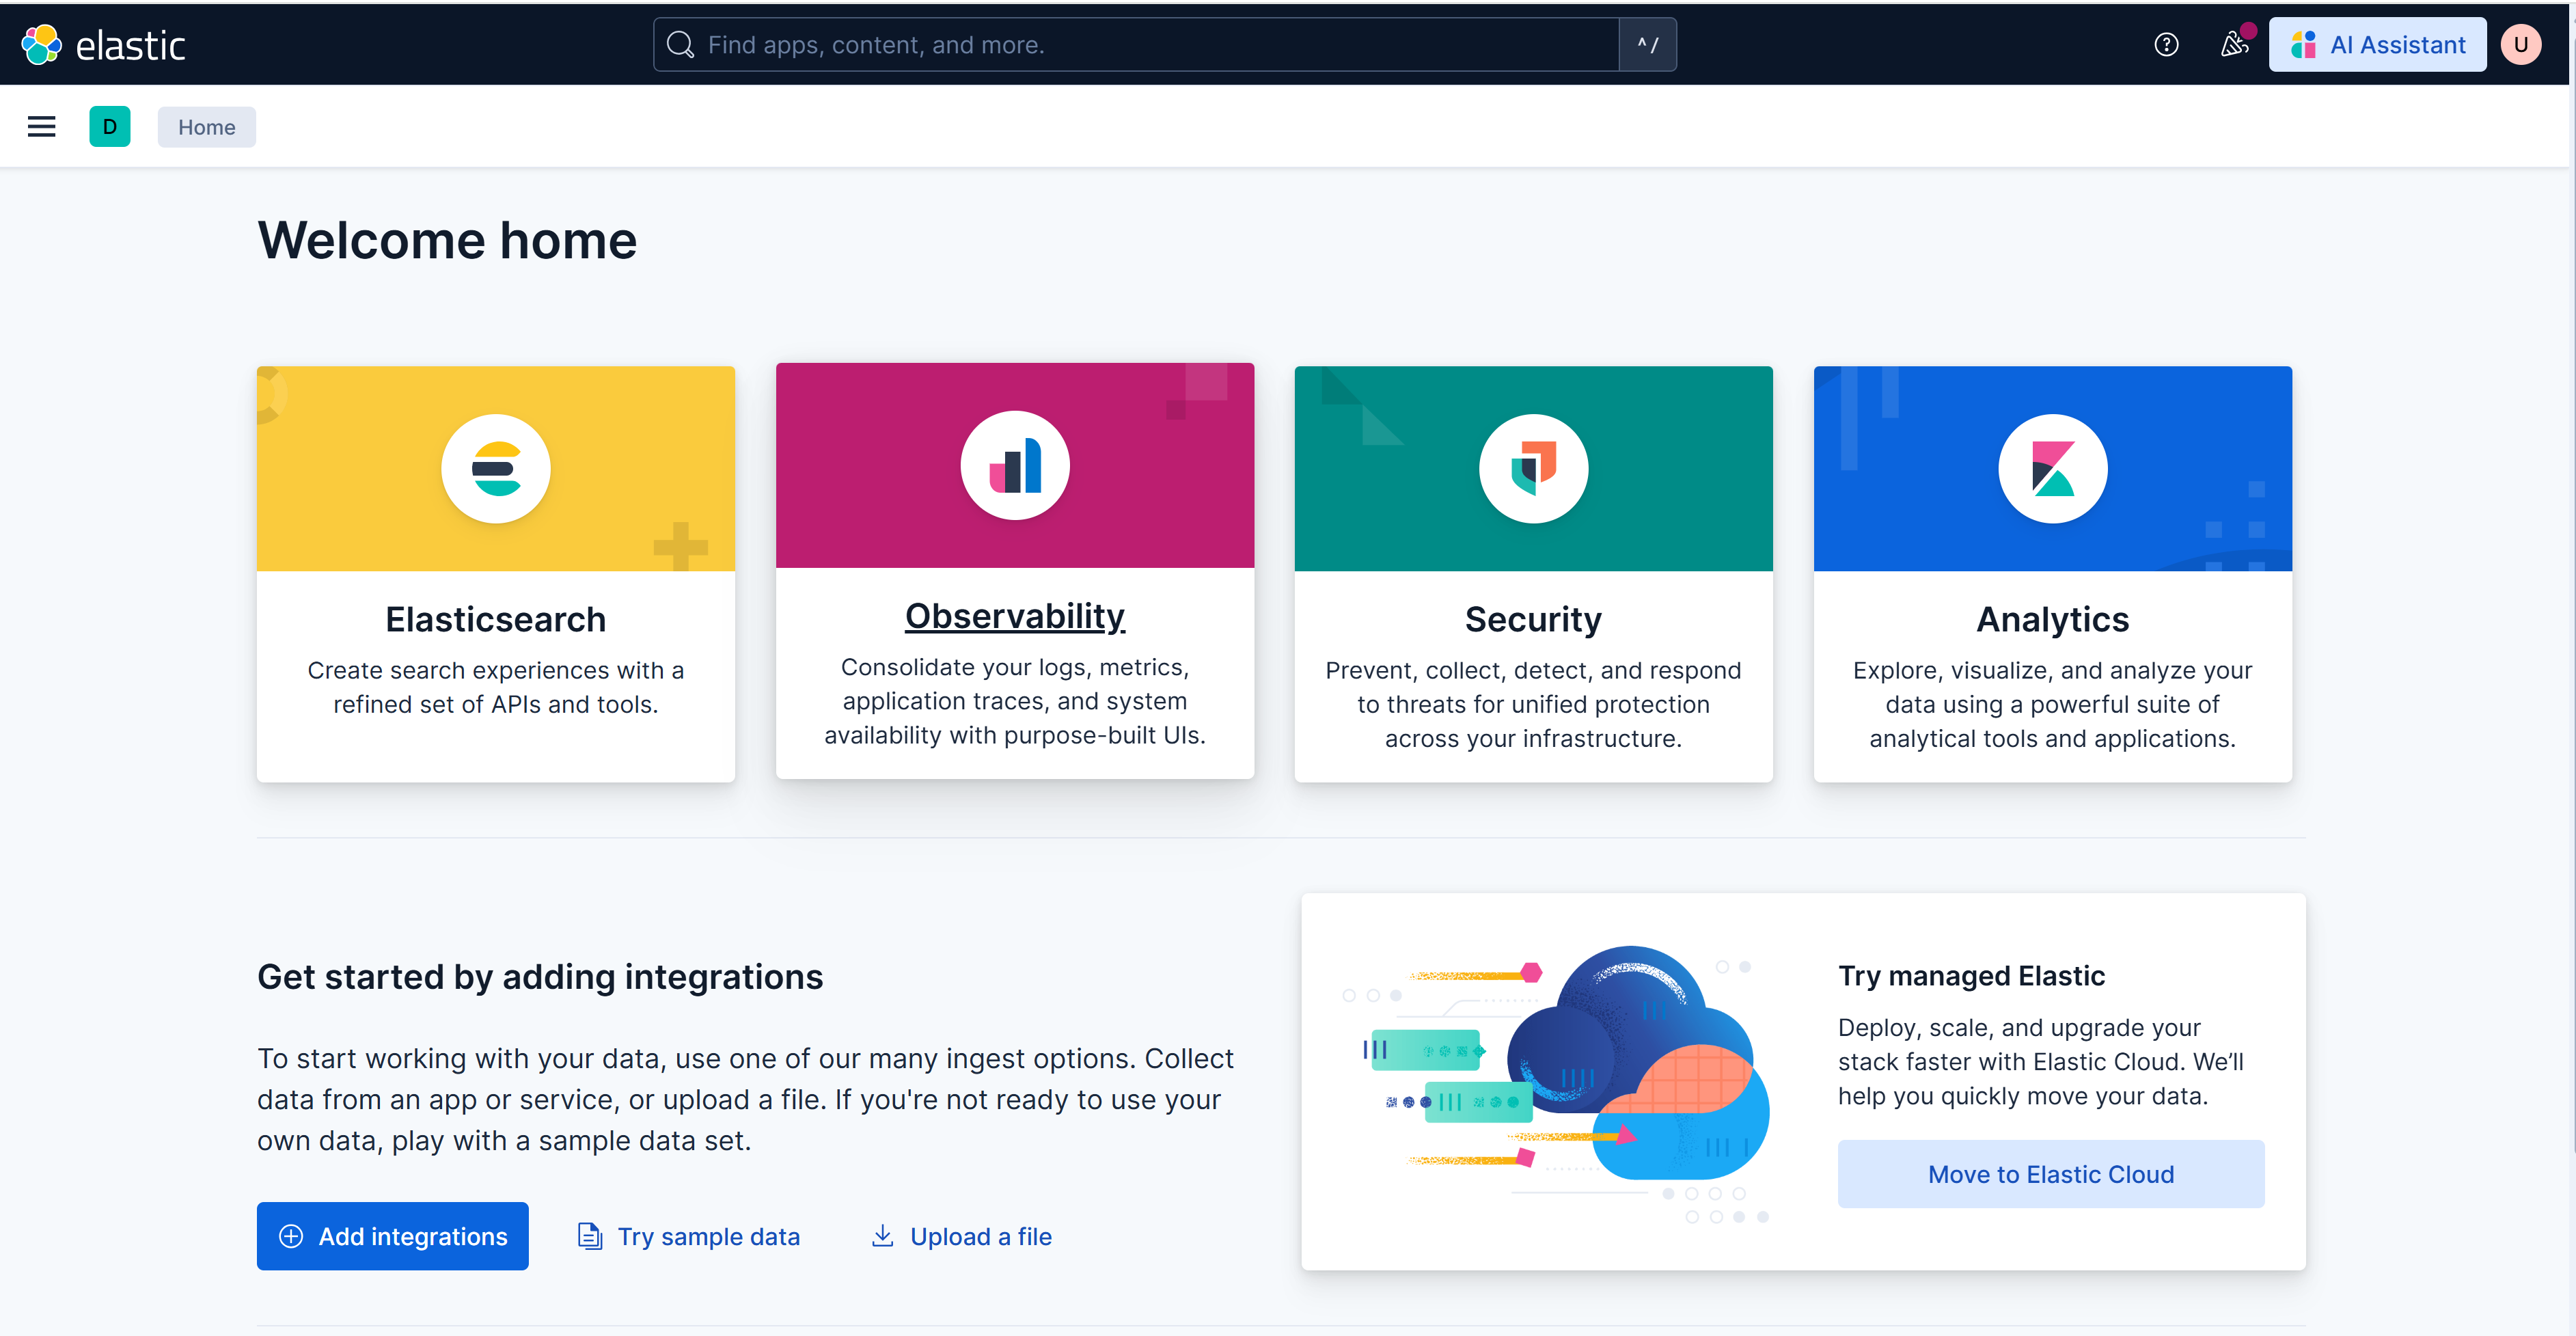 elastic
Find apps, content, and more.
^ /
AI Assistant
U
D
Home
Welcome home
Elasticsearch
Create search experiences with a
refined set of APIs and tools.
Observability
Consolidate your logs, metrics,
application traces, and system
availability with purpose-built UIs.
Security
Prevent, collect, detect, and respond
to threats for unified protection
across your infrastructure.
Analytics
Explore, visualize, and analyze your
data using a powerful suite of
analytical tools and applications.
Get started by adding integrations
To start working with your data, use one of our many ingest options. Collect
data from an app or service, or upload a file. If you're not ready to use your
own data, play with a sample data set.
Add integrations
Try sample data
Upload a file
Try managed Elastic
Deploy, scale, and upgrade your
stack faster with Elastic Cloud. We’ll
help you quickly move your data.
Move to Elastic Cloud